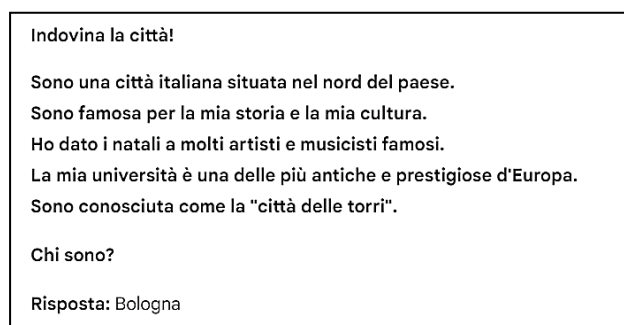 Indovina la città!
Sono una città italiana situata nel nord del paese.
Sono famosa per la mia storia e la mia cultura.
Ho dato i natali a molti artisti e musicisti famosi.
La mia università è una delle più antiche e prestigiose d'Europa.
Sono conosciuta come la "città delle torri".
Chi sono?
Risposta: Bologna